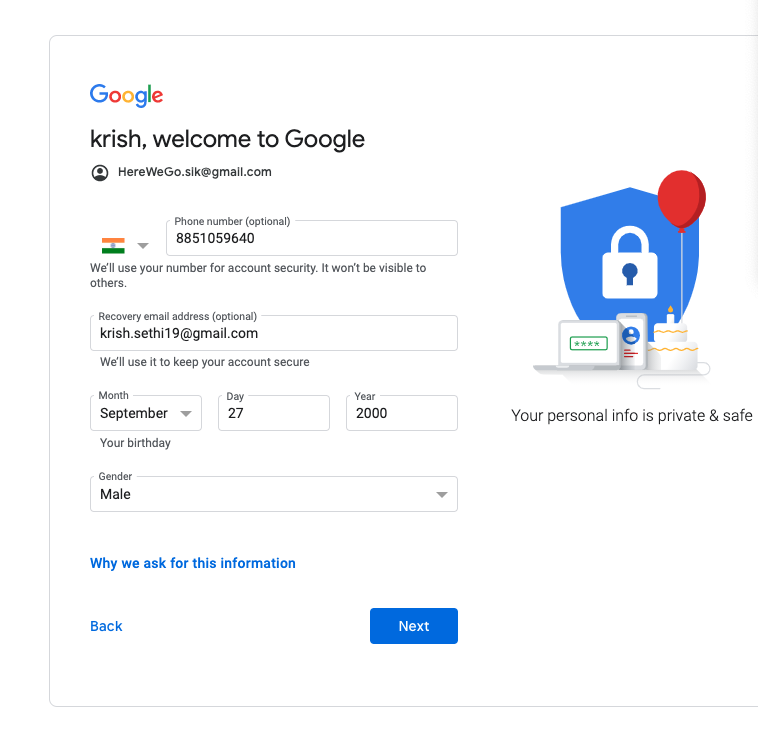 Google
krish, welcome to Google
HereWeGo.sik@gmail.com
Phone number (optional)
8851059640
We'll use your number for account security. It won't be visible to
others.
Recovery email address (optional)
krish.sethi19@gmail.com
We'll use it to keep your account secure
Month Day Year
September 27 2000
Your birthday
Gender
Male
Why we ask for this information
Back Next
****
Your personal info is private & safe